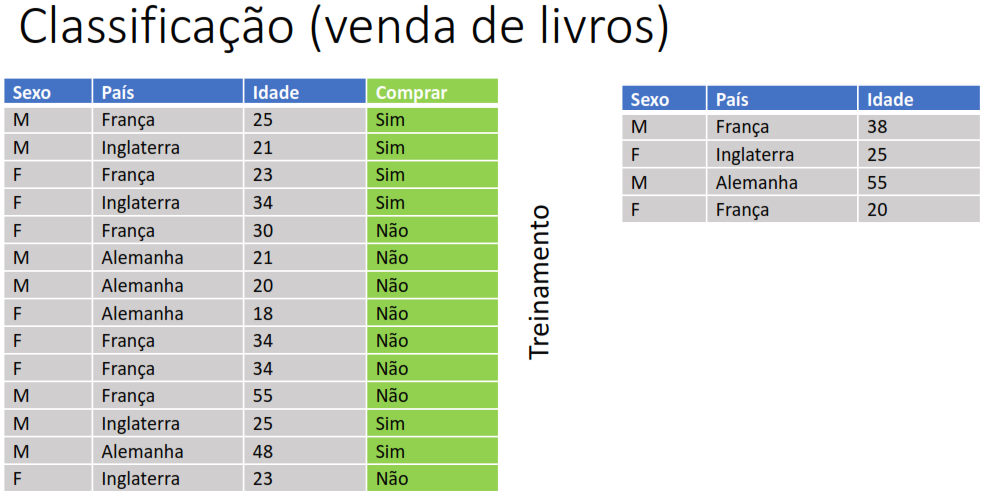 Classificação (venda de livros)
Sexo País Idade Comprar
M França 25 Sim
M Inglaterra 21 Sim
F França 23 Sim
F Inglaterra 34 Sim
F França 30 Não
M Alemanha 21 Não
M Alemanha 20 Não
F Alemanha 18 Não
F França 34 Não
F França 34 Não
M França 55 Não
M Inglaterra 25 Sim
M Alemanha 48 Sim
F Inglaterra 23 Não
Treinamento
Sexo País Idade
M França 38
F Inglaterra 25
M Alemanha 55
F França 20